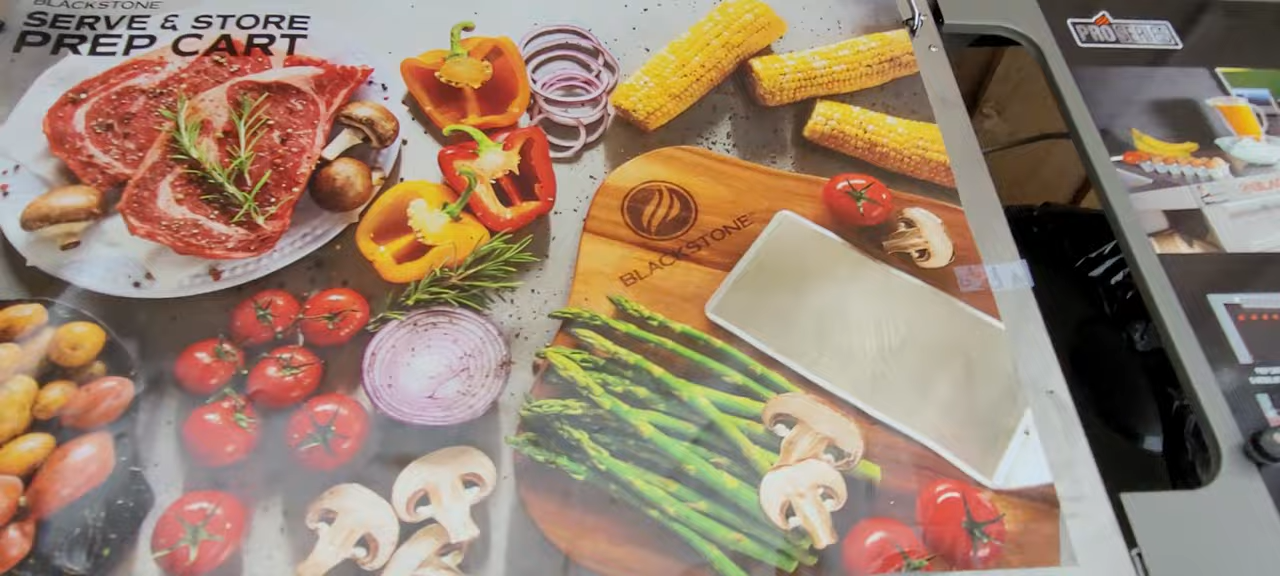 BLACKSTONE
SERVE & STORE
PREP CART
BLACKSTONE
PRO SERIES